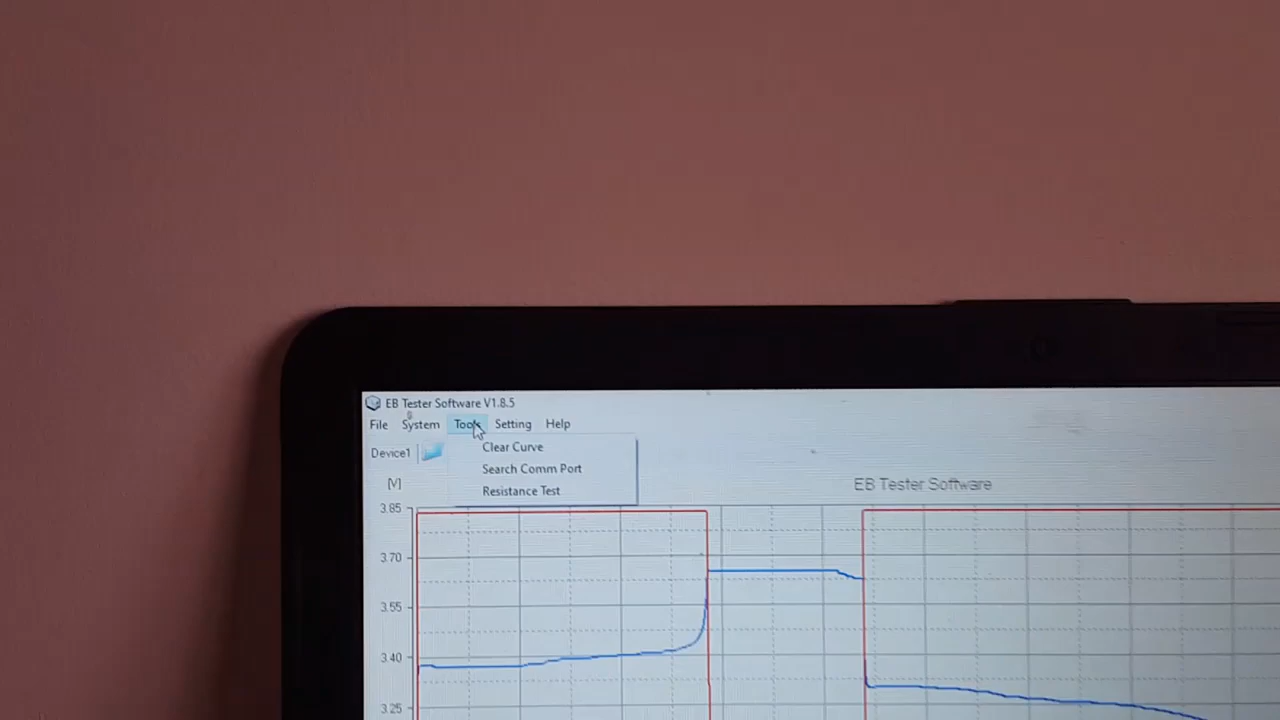 EB Tester Software V1.8.5
File System Tools Setting Help
Device1
Clear Curve
Search Comm Port
Resistance Test
[V]
EB Tester Software
3.85
3.70
3.55
3.40
3.25